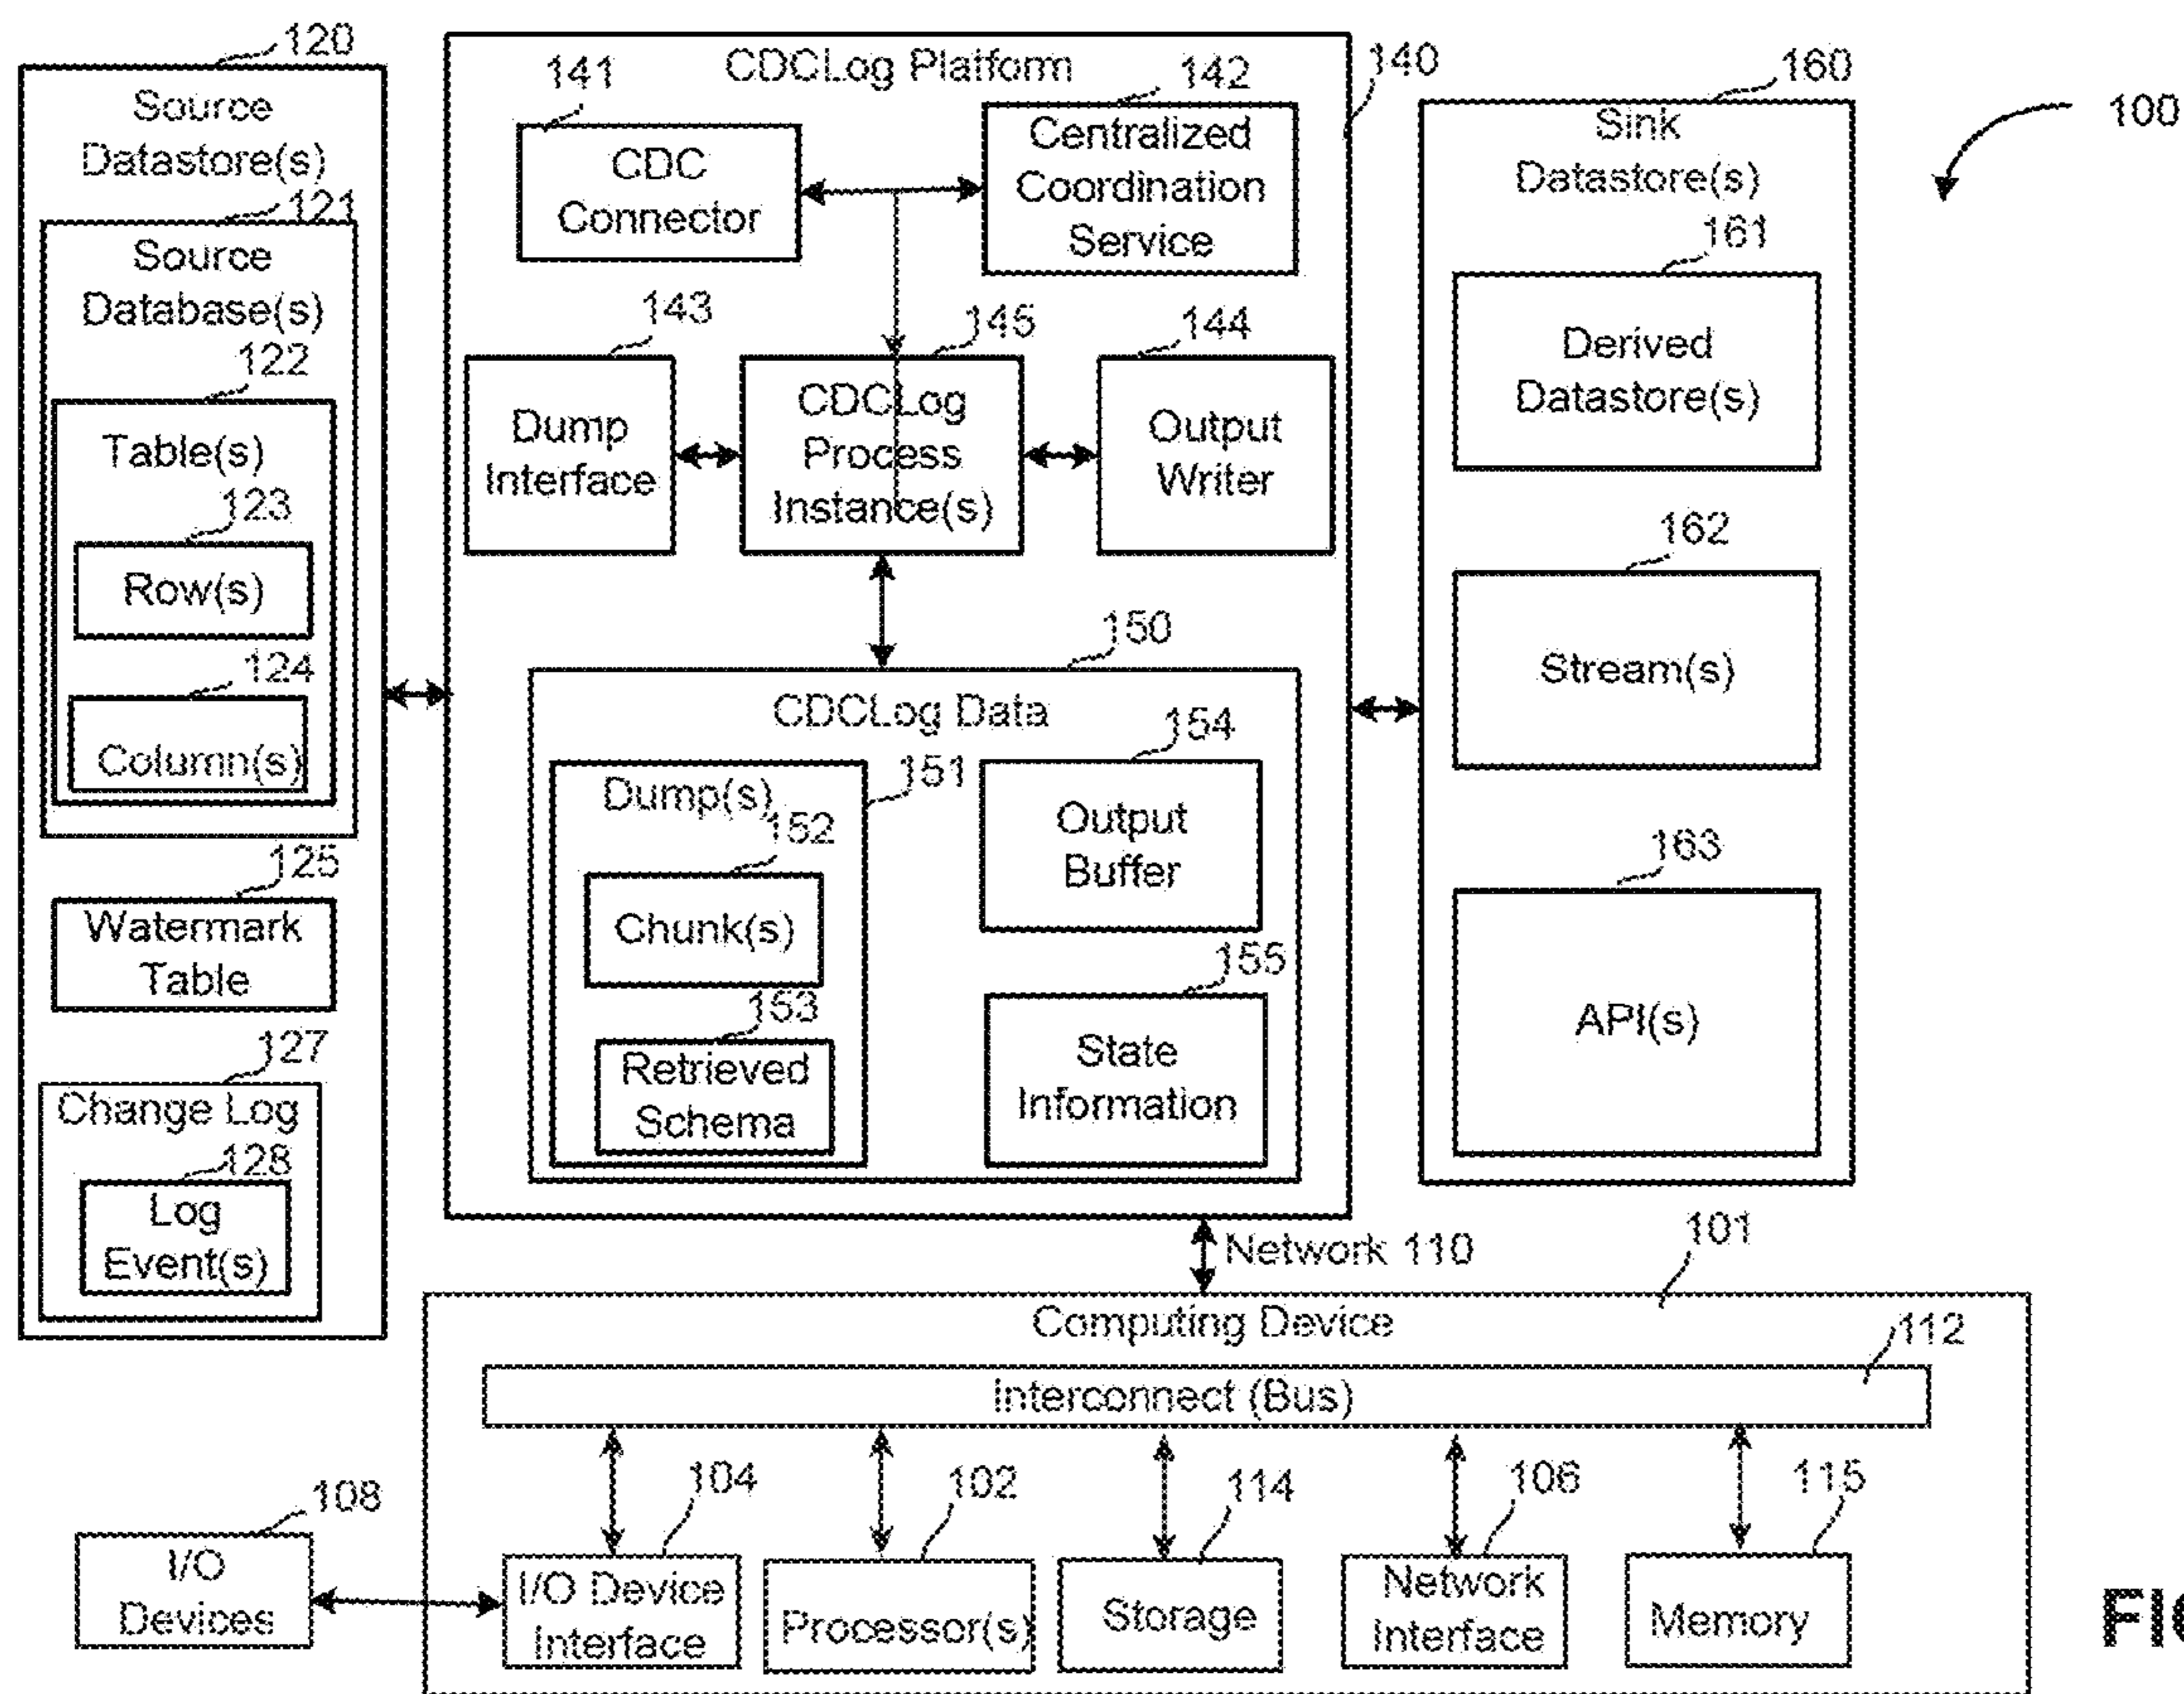 120
Source
Datastore(s)
121
Source
Database(s)
122
Table(s)
123
Row(s)
124
Column(s)
125
Watermark
Table
127
Change Log
128
Log
Event(s)
CDCLog Platform
140
141
CDC
Connector
142
Centralized
Coordination
Service
143
Dump
Interface
145
CDCLog
Process
Instance(s)
144
Output
Writer
150
CDCLog Data
151
Dump(s)
152
Chunk(s)
153
Retrieved
Schema
154
Output
Buffer
155
State
Information
160
Sink
Datastore(s)
161
Derived
Datastore(s)
162
Stream(s)
163
API(s)
100
Network 110
101
Computing Device
112
Interconnect (Bus)
108
I/O
Devices
104
I/O Device
Interface
102
Processor(s)
114
Storage
106
Network
Interface
115
Memory